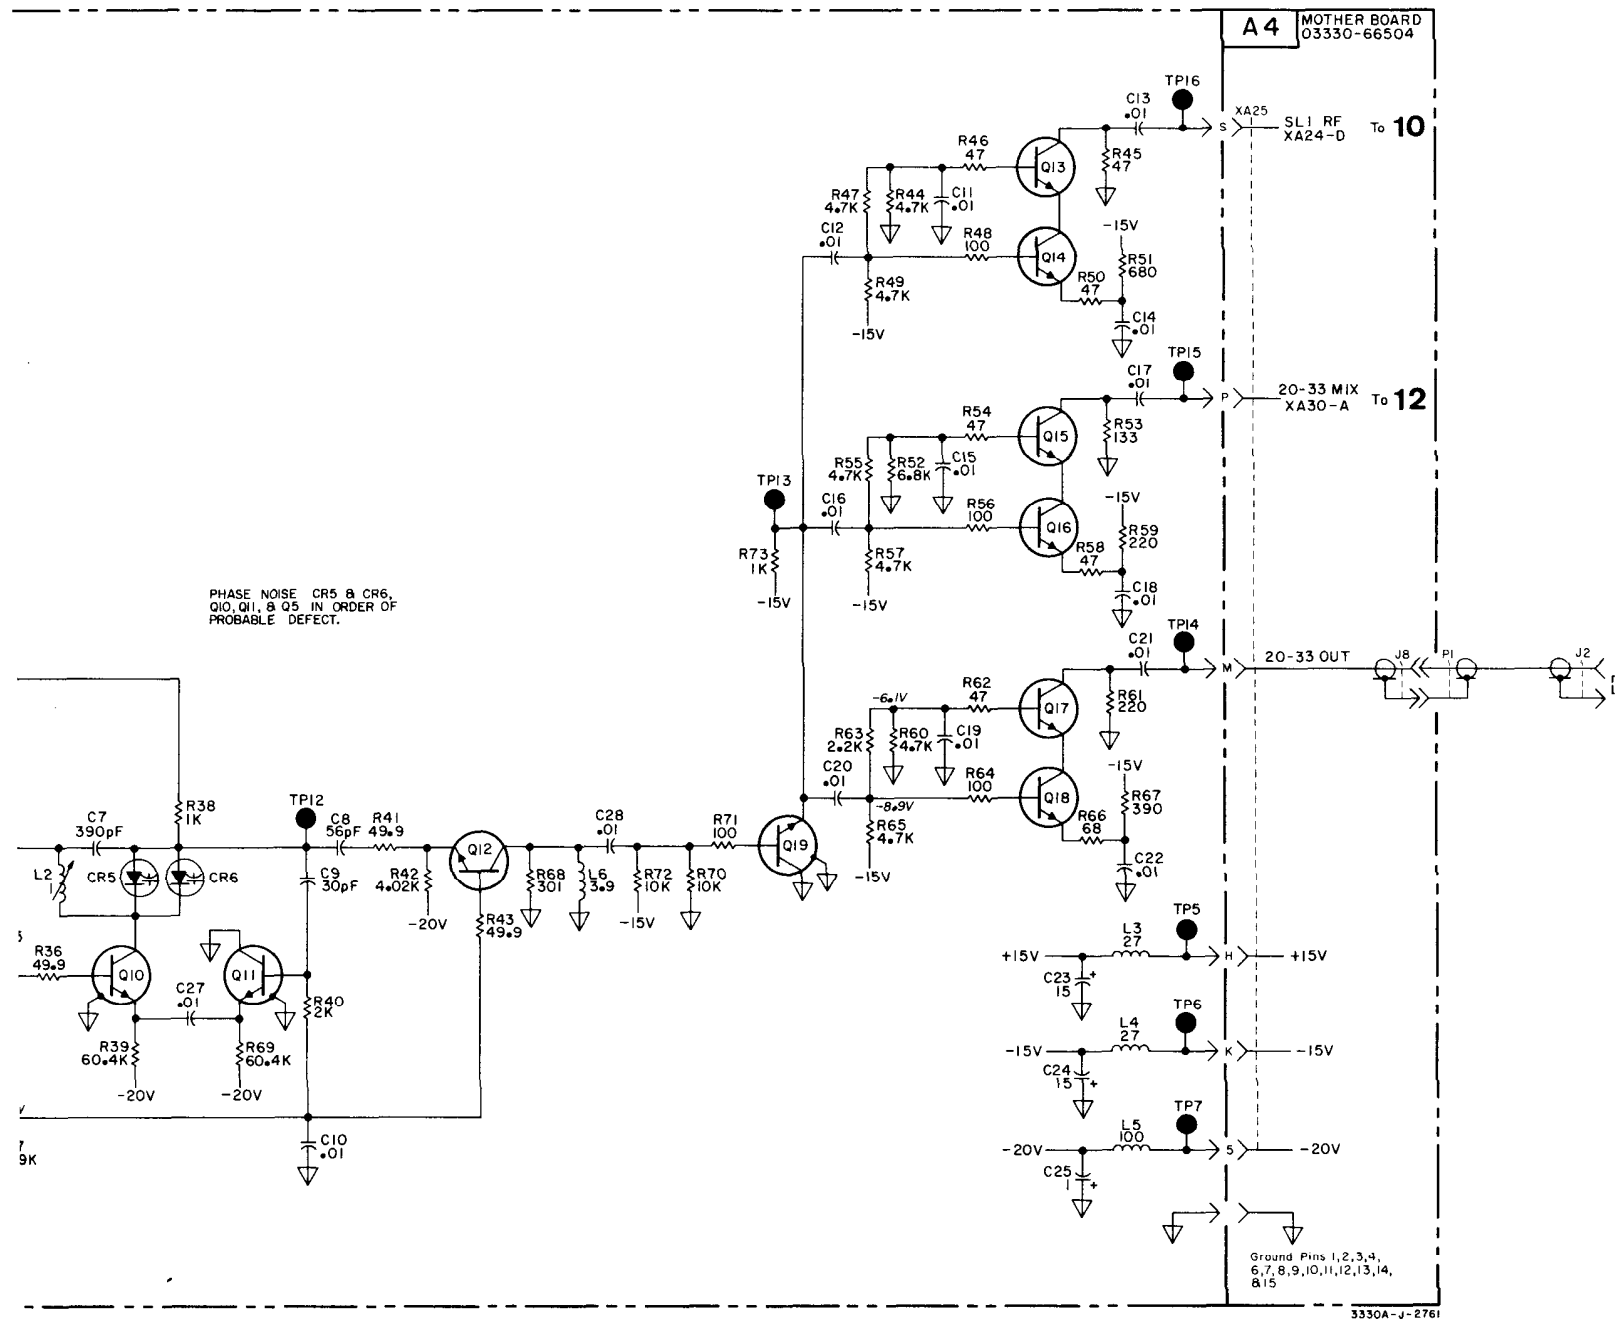 A4
MOTHER BOARD
03330-66504
TP16
C13
.01
S
XA25
SL1 RF
XA24-D
To 10
R46
47
Q13
R45
47
R47
4.7K
R44
4.7K
C11
.01
C12
.01
R48
100
Q14
-15V
R51
680
R50
47
R49
4.7K
-15V
C14
.01
TP15
C17
.01
P
20-33 MIX
XA30-A
To 12
R54
47
Q15
R53
133
R55
4.7K
R52
6.8K
C15
.01
TP13
C16
.01
R56
100
Q16
-15V
R59
220
R58
47
R73
1K
-15V
R57
4.7K
-15V
C18
.01
PHASE NOISE CR5 & CR6,
Q10, Q11, & Q5 IN ORDER OF
PROBABLE DEFECT.
TP14
C21
.01
M
20-33 OUT
J8
P1
J2
-6.1V
R62
47
Q17
R61
220
R63
2.2K
R60
4.7K
C19
.01
C20
.01
-8.9V
R64
100
Q18
-15V
R67
390
R66
68
R65
4.7K
-15V
C22
.01
R38
1K
TP12
C7
390pF
C8
56pF
R41
49.9
C28
.01
R71
100
Q12
Q19
L2
1
CR5
CR6
C9
30pF
R42
4.02K
-20V
R68
301
L6
3.9
R72
10K
-15V
R70
10K
R43
49.9
R36
49.9
Q10
Q11
C27
.01
R40
2K
R39
60.4K
-20V
R69
60.4K
-20V
C10
.01
9K
TP5
L3
27
+15V
H
+15V
C23
15
+
TP6
L4
27
-15V
K
-15V
C24
15
+
TP7
L5
100
-20V
5
-20V
C25
1
+
Ground Pins 1,2,3,4,
6,7,8,9,10,11,12,13,14,
&15
3330A-J-2761